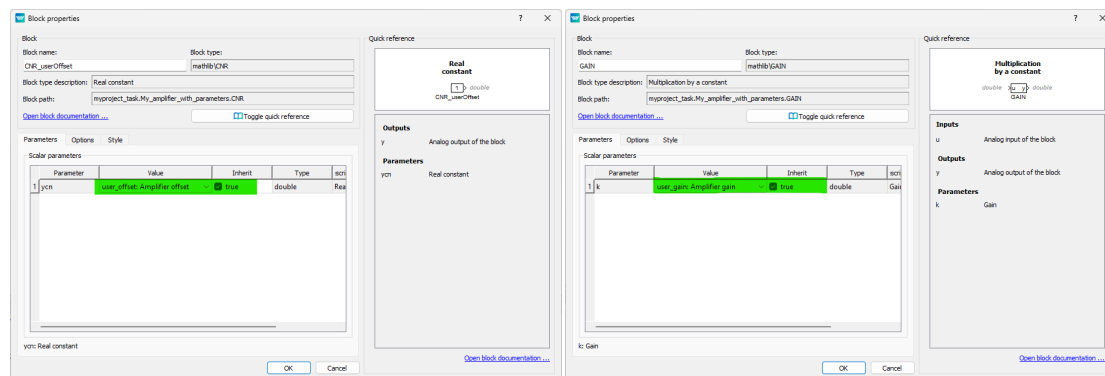 Block properties
? ×
Block
Block name:
Block type:
CNR_userOffset
mathlib\CNR
Block type description:
Real constant
Block path:
myproject_task.My_amplifier_with_parameters.CNR
Open block documentation ...
Toggle quick reference
Parameters
Options
Style
Scalar parameters
Parameter
Value
Inherit
Type
scri
1
ycn
user_offset: Amplifier offset
true
double
Rea
ycn: Real constant
Quick reference
Real
constant
1
double
CNR_userOffset
Outputs
y
Analog output of the block
Parameters
ycn
Real constant
Open block documentation ...
OK
Cancel
Block properties
? ×
Block
Block name:
Block type:
GAIN
mathlib\GAIN
Block type description:
Multiplication by a constant
Block path:
myproject_task.My_amplifier_with_parameters.GAIN
Open block documentation ...
Toggle quick reference
Parameters
Options
Style
Scalar parameters
Parameter
Value
Inherit
Type
scri
1
k
user_gain: Amplifier gain
true
double
Gai
k: Gain
Quick reference
Multiplication
by a constant
double
u y
double
GAIN
Inputs
u
Analog input of the block
Outputs
y
Analog output of the block
Parameters
k
Gain
Open block documentation ...
OK
Cancel